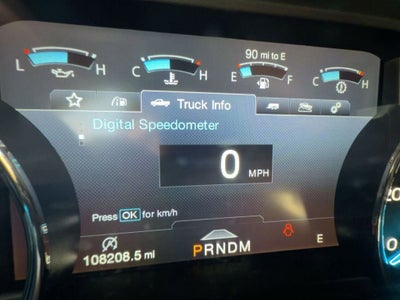 90 mi to E
L H C H E F C H
Truck Info
Digital Speedometer
0 MPH
Press OK for km/h
PRNDM
108208.5 mi
E